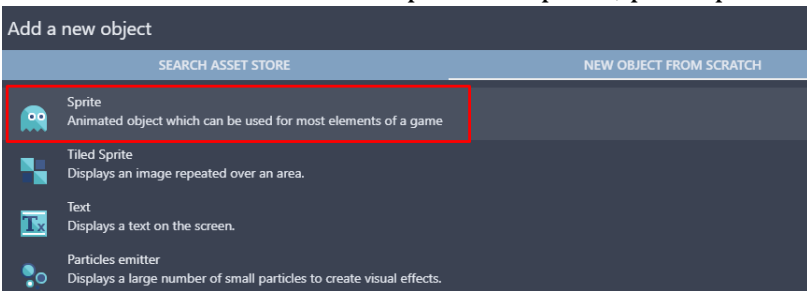 Add a new object
SEARCH ASSET STORE
NEW OBJECT FROM SCRATCH
Sprite
Animated object which can be used for most elements of a game
Tiled Sprite
Displays an image repeated over an area.
Tx
Text
Displays a text on the screen.
Particles emitter
Displays a large number of small particles to create visual effects.